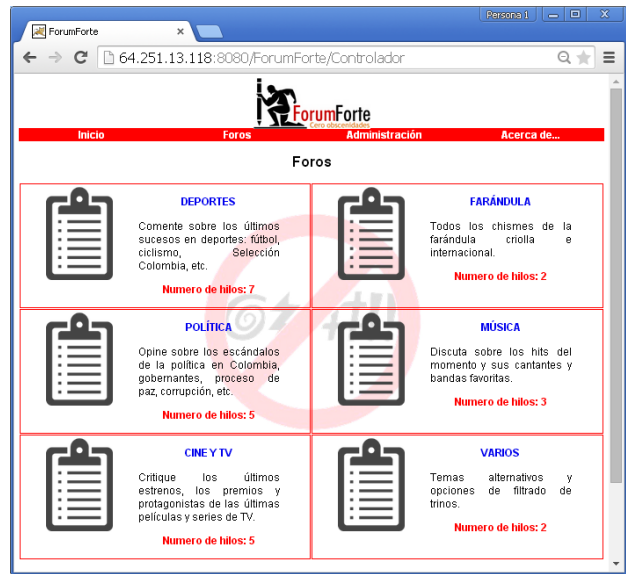 Persona 1
ForumForte
64.251.13.118:8080/ForumForte/Controlador
ForumForte
Cero obscenidades
Inicio Foros Administración Acerca de...
Foros
DEPORTES
Comente sobre los últimos
sucesos en deportes: fútbol,
ciclismo, Selección
Colombia, etc.
Numero de hilos: 7
FARÁNDULA
Todos los chismes de la
farándula criolla e
internacional.
Numero de hilos: 2
POLÍTICA
Opine sobre los escándalos
de la política en Colombia,
gobernantes, proceso de
paz, corrupción, etc.
Numero de hilos: 5
MÚSICA
Discuta sobre los hits del
momento y sus cantantes y
bandas favoritas.
Numero de hilos: 3
CINE Y TV
Critique los últimos
estrenos, los premios y
protagonistas de las últimas
películas y series de TV.
Numero de hilos: 5
VARIOS
Temas alternativos y
opciones de filtrado de
trinos.
Numero de hilos: 2